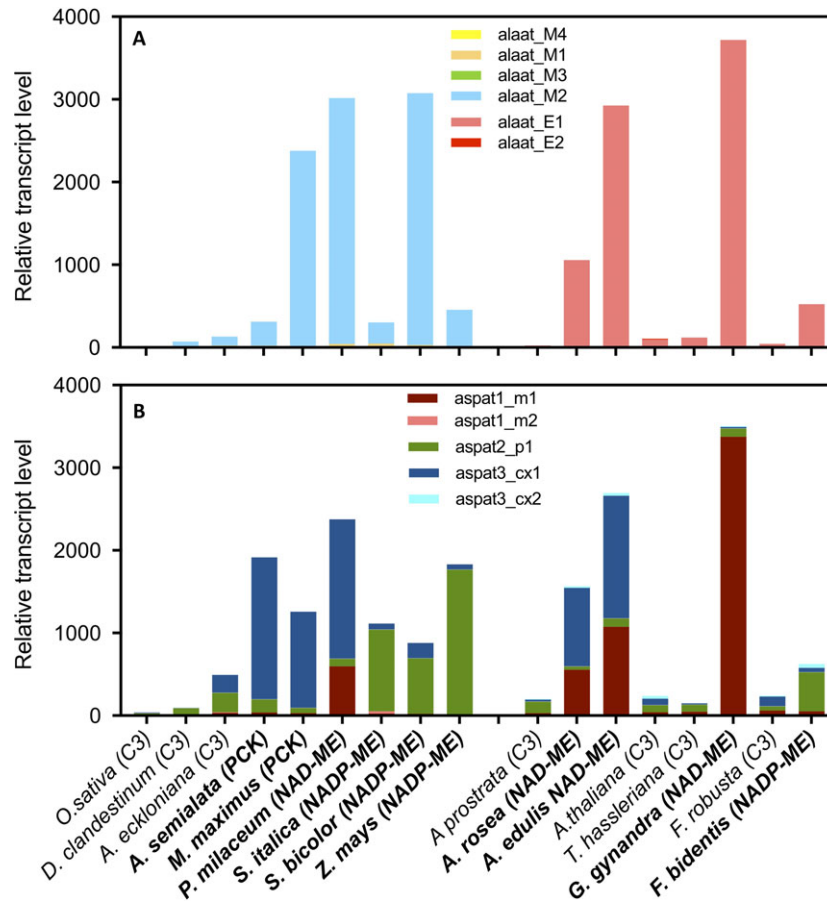 A
4000
3000
2000
1000
0
Relative transcript level
alaat_M4
alaat_M1
alaat_M3
alaat_M2
alaat_E1
alaat_E2
B
4000
3000
2000
1000
0
Relative transcript level
aspat1_m1
aspat1_m2
aspat2_p1
aspat3_cx1
aspat3_cx2
O.sativa (C3)
D. clandestinum (C3)
A. eckloniana (C3)
A. semialata (PCK)
M. maximus (PCK)
P. milaceum (NAD-ME)
S. italica (NADP-ME)
S. bicolor (NADP-ME)
Z. mays (NADP-ME)
A prostrata (C3)
A. rosea (NAD-ME)
A. edulis NAD-ME)
A.thaliana (C3)
T. hassleriana (C3)
G. gynandra (NAD-ME)
F. robusta (C3)
F. bidentis (NADP-ME)